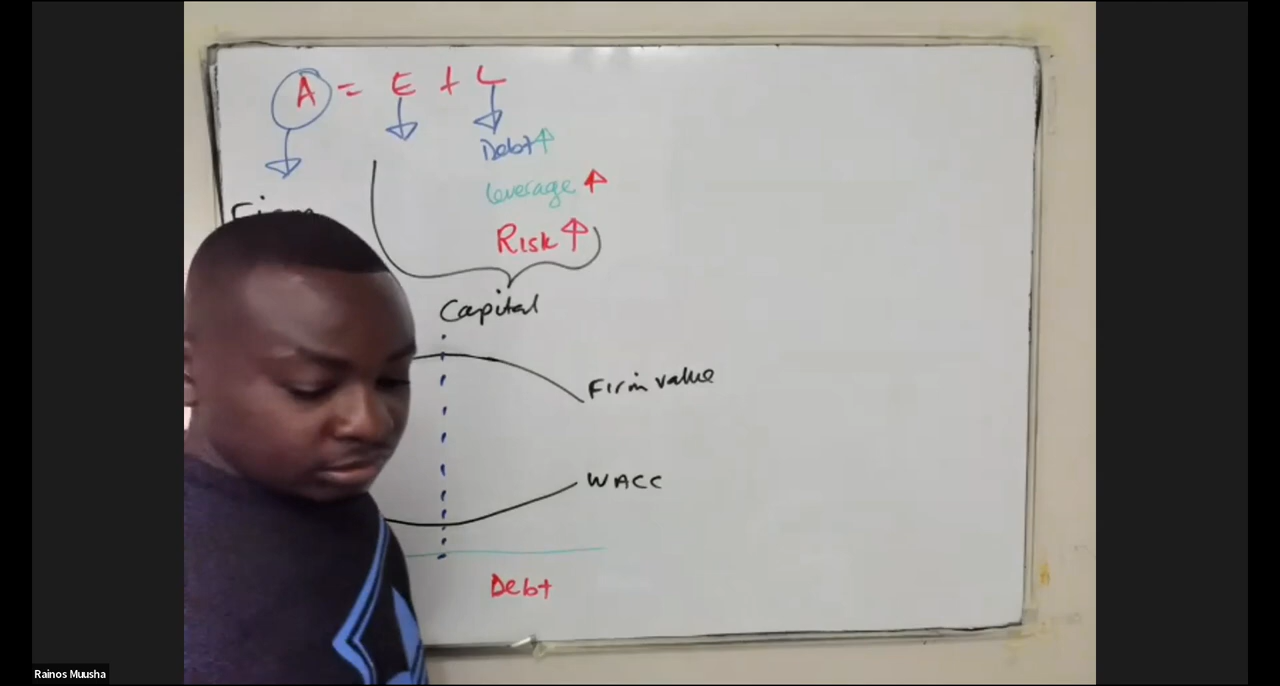 A = E + L
Debt ↑
Leverage ↑
Risk ↑
Capital
Firm value
WACC
Debt
Rainos Muusha